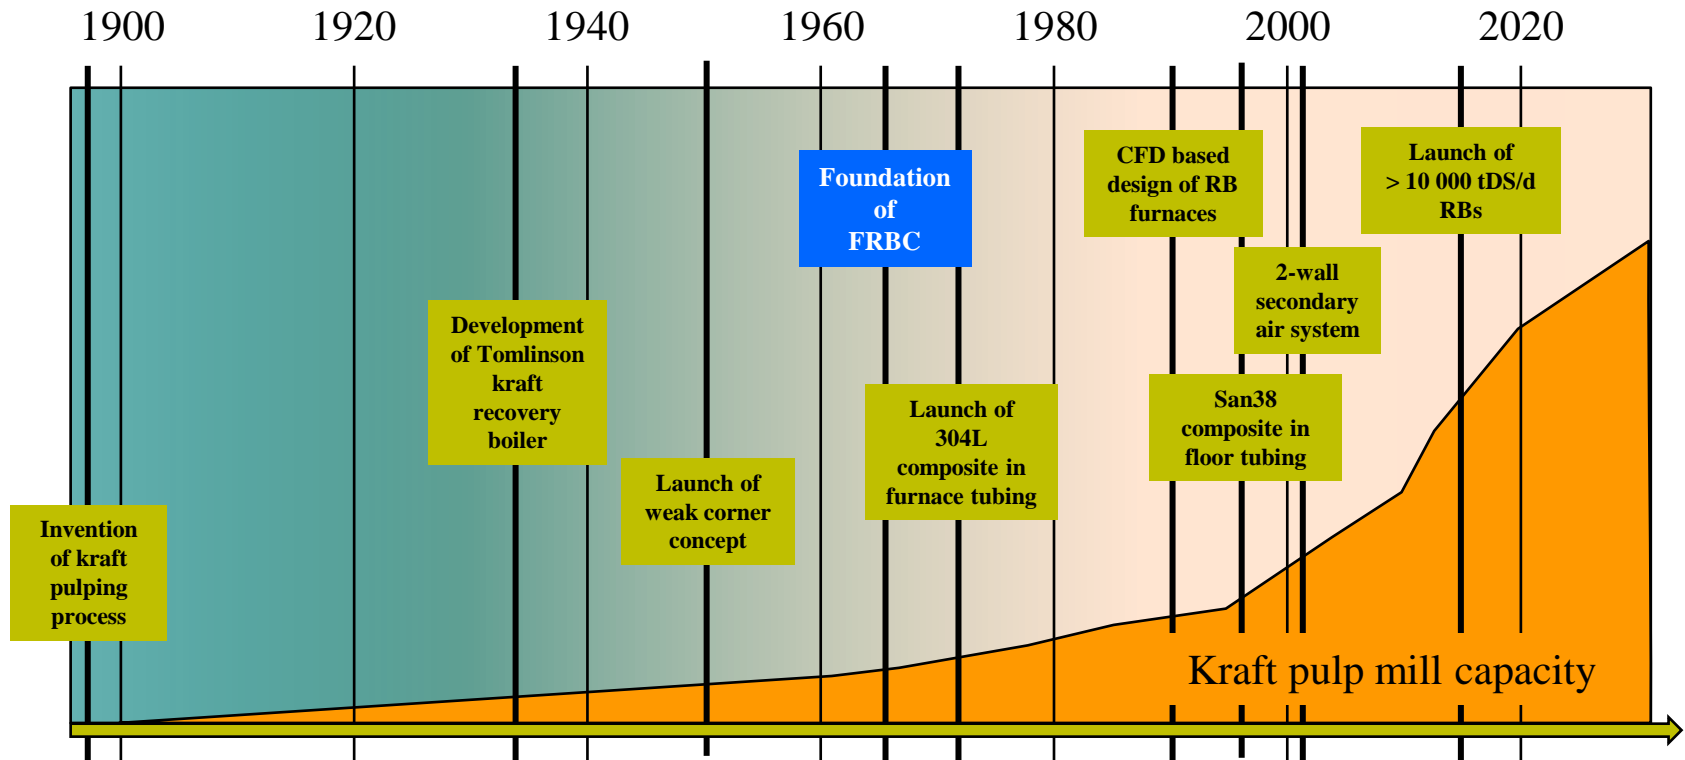 1900 1920 1940 1960 1980 2000 2020
Invention
of kraft
pulping
process
Development
of Tomlinson
kraft
recovery
boiler
Launch of
weak corner
concept
Foundation
of
FRBC
Launch of
304L
composite in
furnace tubing
CFD based
design of RB
furnaces
2-wall
secondary
air system
San38
composite in
floor tubing
Launch of
> 10 000 tDS/d
RBs
Kraft pulp mill capacity